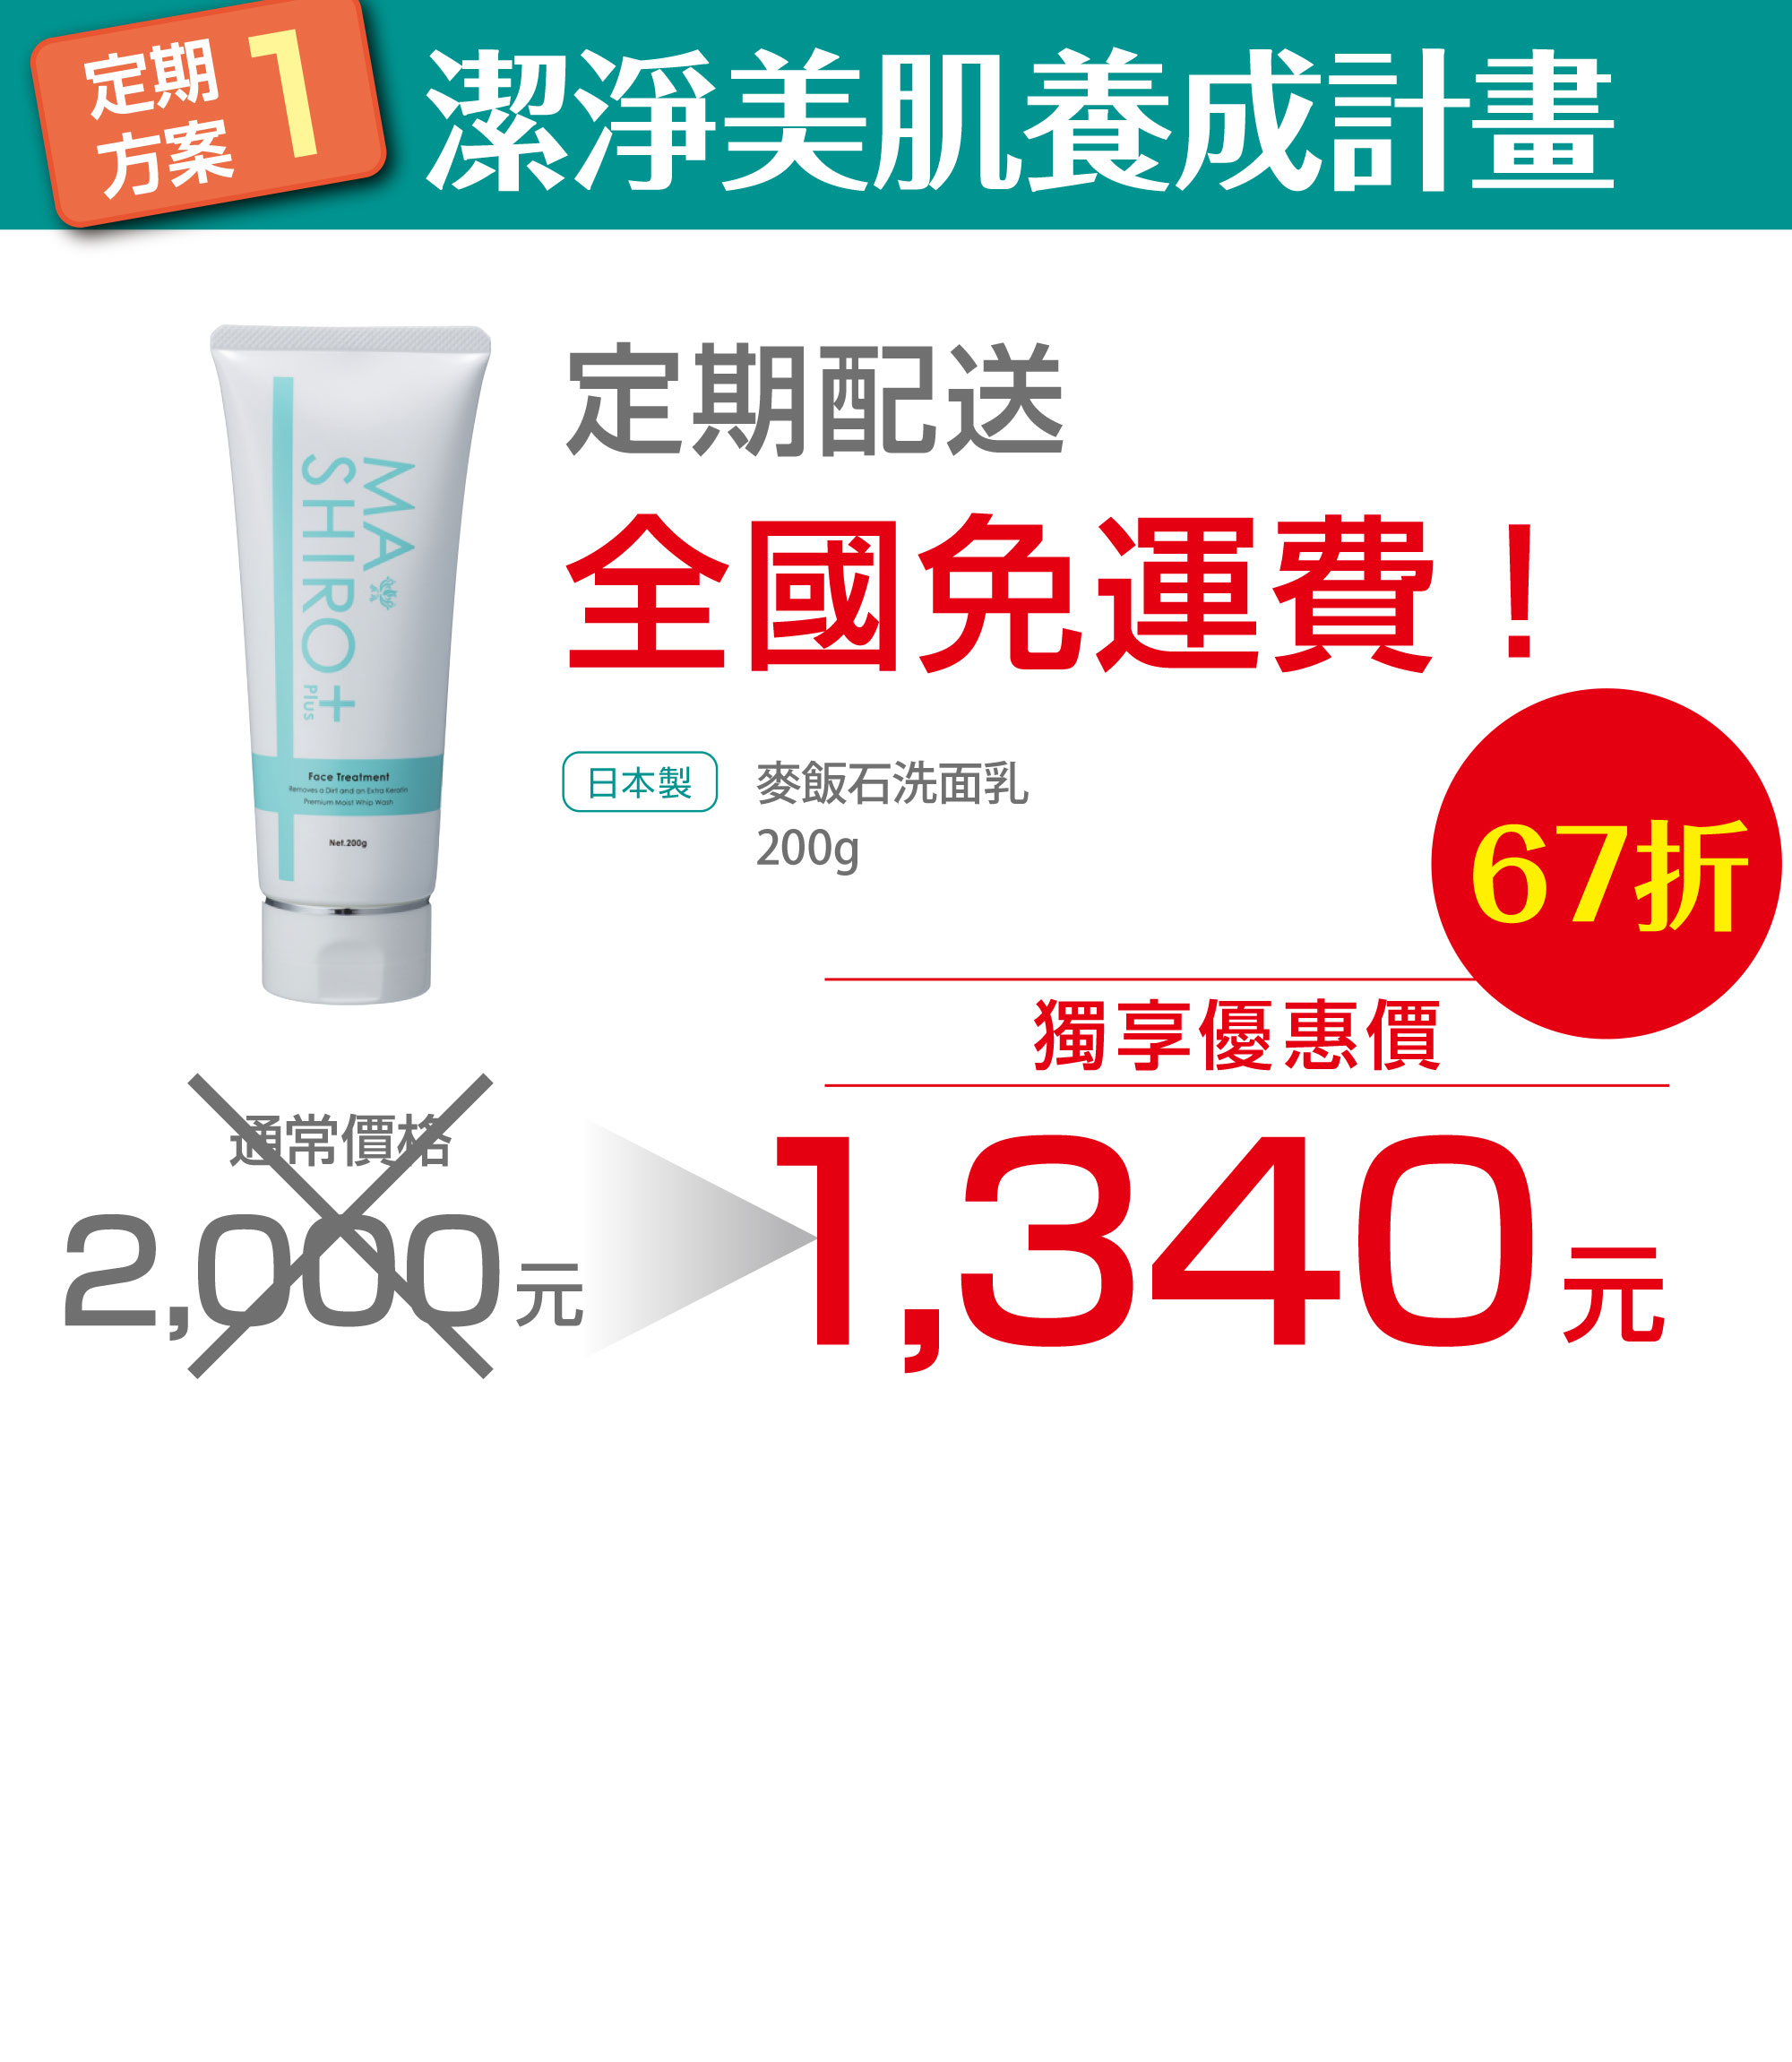 定期
方案
1
潔淨美肌養成計畫
定期配送
全國免運費！
MA
SHIRO+
Plus
Face Treatment
Removes a Dirt and an Extra Keratin
Premium Moist Whip Wash
Net.200g
日本製
麥飯石洗面乳
200g
67折
獨享優惠價
通常價格
2,000元
1,340元